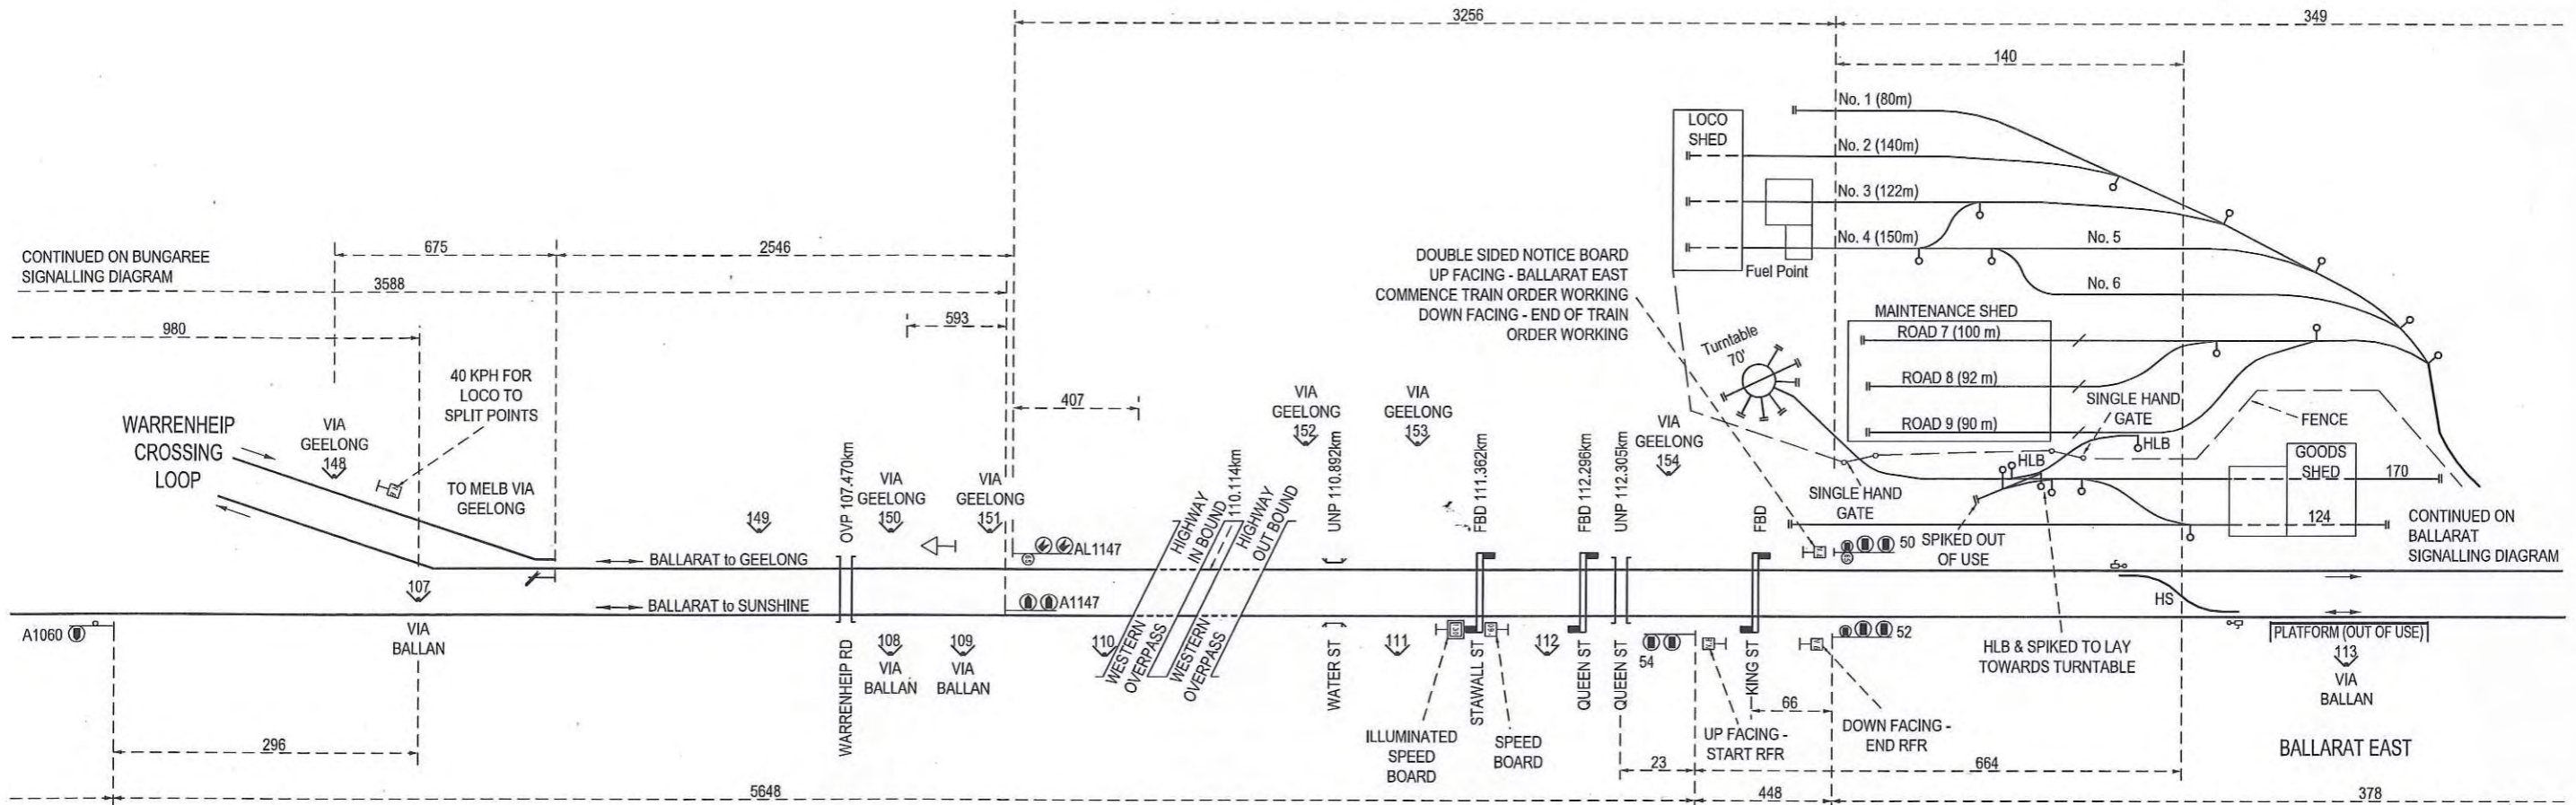 3256
349
140
No. 1 (80m)
LOCO
SHED
No. 2 (140m)
No. 3 (122m)
No. 4 (150m)
No. 5
Fuel Point
No. 6
CONTINUED ON BUNGAREE
SIGNALLING DIAGRAM
675
2546
3588
980
593
DOUBLE SIDED NOTICE BOARD
UP FACING - BALLARAT EAST
COMMENCE TRAIN ORDER WORKING
DOWN FACING - END OF TRAIN
ORDER WORKING
MAINTENANCE SHED
ROAD 7 (100 m)
ROAD 8 (92 m)
ROAD 9 (90 m)
Turntable
70'
SINGLE HAND
GATE
FENCE
HLB
HLB
GOODS
SHED
170
124
SINGLE HAND
GATE
SPIKED OUT
OF USE
CONTINUED ON
BALLARAT
SIGNALLING DIAGRAM
WARRENHEIP
CROSSING
LOOP
VIA
GEELONG
148
40 KPH FOR
LOCO TO
SPLIT POINTS
TO MELB VIA
GEELONG
407
149
OVP 107.470km
VIA
GEELONG
150
VIA
GEELONG
151
HIGHWAY
IN BOUND
110.114km
HIGHWAY
OUT BOUND
VIA
GEELONG
152
UNP 110.892km
VIA
GEELONG
153
FBD 111.362km
FBD 112.296km
UNP 112.305km
VIA
GEELONG
154
FBD
BALLARAT to GEELONG
AL1147
50
107
BALLARAT to SUNSHINE
A1147
HS
A1060
VIA
BALLAN
WARRENHEIP RD
108
VIA
BALLAN
109
VIA
BALLAN
110
WESTERN
OVERPASS
WESTERN
OVERPASS
WATER ST
111
STAWALL ST
112
QUEEN ST
QUEEN ST
54
KING ST
52
PLATFORM (OUT OF USE)
113
VIA
BALLAN
HLB & SPIKED TO LAY
TOWARDS TURNTABLE
ILLUMINATED
SPEED
BOARD
SPEED
BOARD
UP FACING -
START RFR
66
DOWN FACING -
END RFR
BALLARAT EAST
296
23
664
5648
448
378